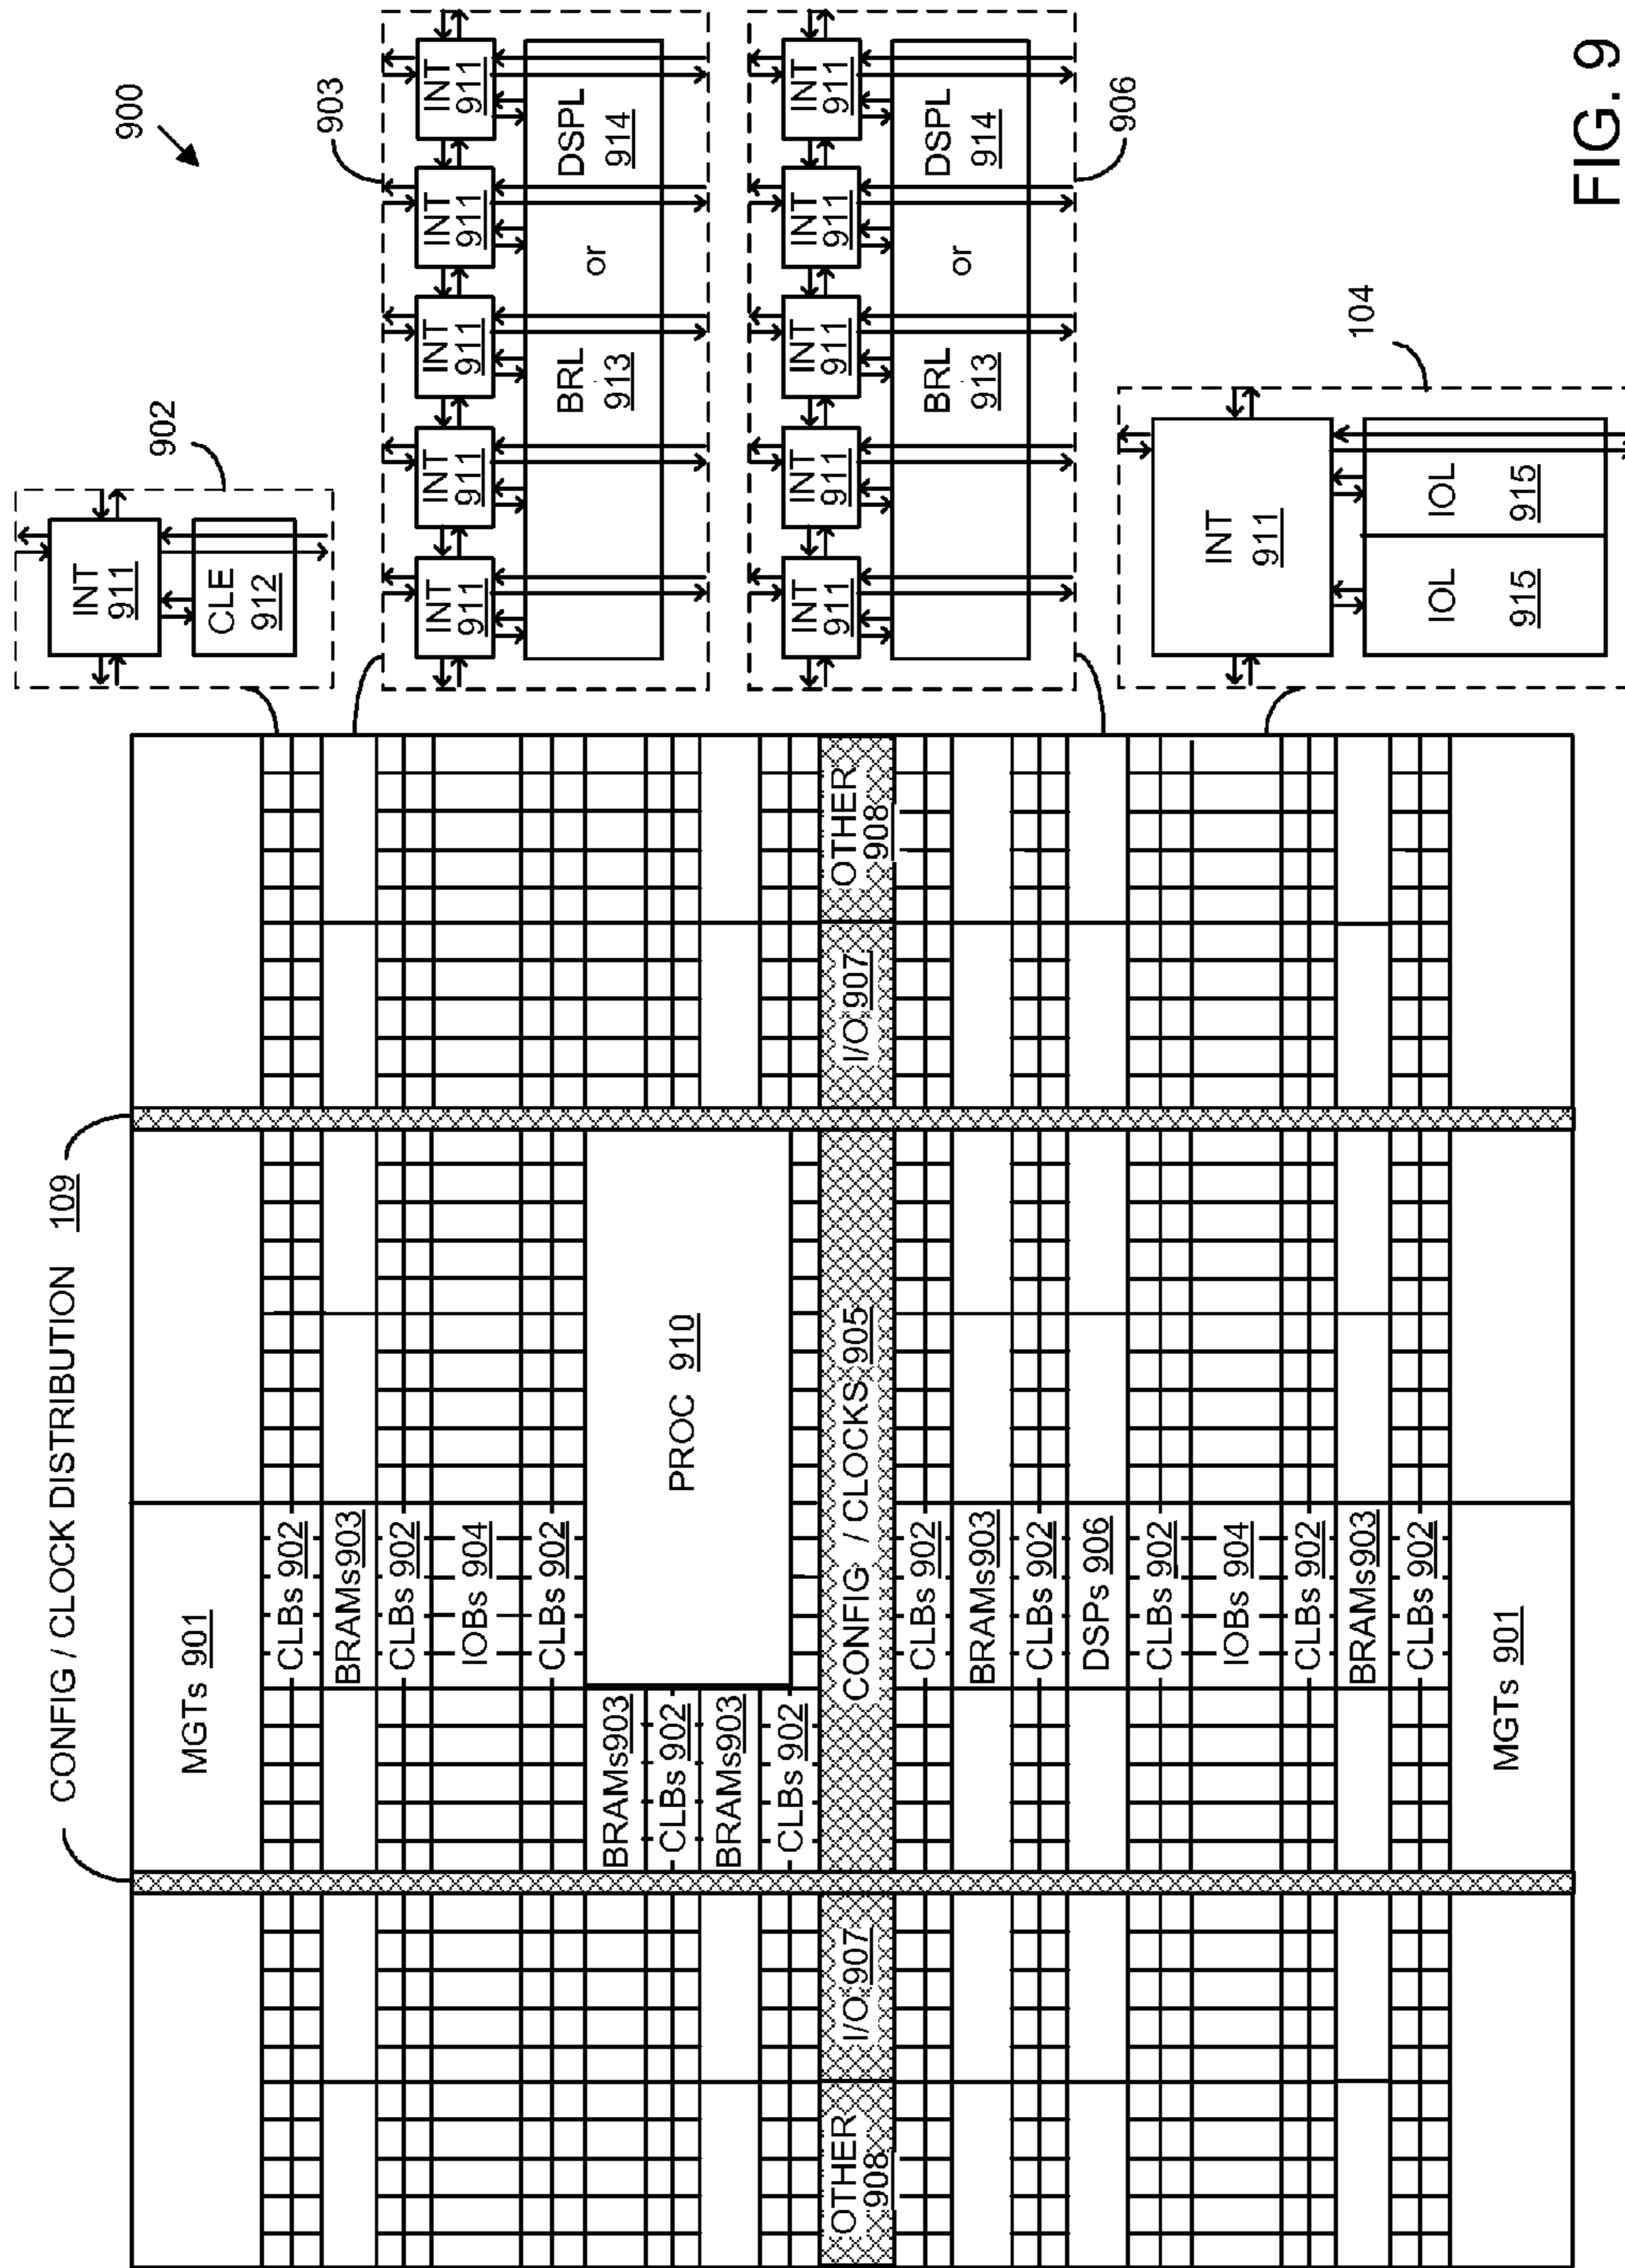 FIG. 9
900
CONFIG / CLOCK DISTRIBUTION 109
MGTs 901
CLBs 902
BRAMs903
CLBs 902
IOBs 904
CLBs 902
BRAMs903
CLBs 902
BRAMs903
CLBs 902
PROC 910
OTHER
908
I/O 907
CONFIG / CLOCKS 905
I/O 907
OTHER
908
CLBs 902
BRAMs903
CLBs 902
DSPs 906
CLBs 902
IOBs 904
CLBs 902
BRAMs903
CLBs 902
MGTs 901
902
INT
911
CLE
912
903
INT
911
INT
911
INT
911
INT
911
INT
911
BRL
913
or
DSPL
914
906
INT
911
INT
911
INT
911
INT
911
INT
911
BRL
913
or
DSPL
914
104
INT
911
IOL
915
IOL
915